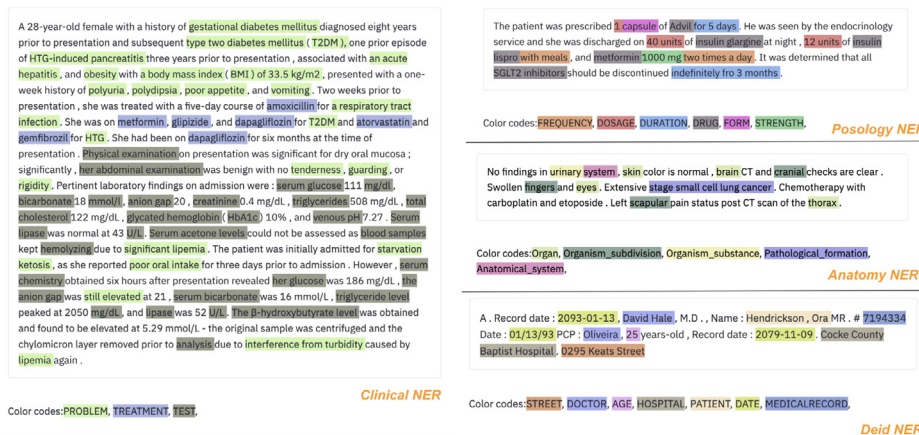 A 28-year-old female with a history of gestational diabetes mellitus diagnosed eight years
prior to presentation and subsequent type two diabetes mellitus ( T2DM ), one prior episode
of HTG-induced pancreatitis three years prior to presentation , associated with an acute
hepatitis , and obesity with a body mass index ( BMI ) of 33.5 kg/m2 , presented with a one-
week history of polyuria , polydipsia , poor appetite , and vomiting . Two weeks prior to
presentation , she was treated with a five-day course of amoxicillin for a respiratory tract
infection . She was on metformin , glipizide , and dapagliflozin for T2DM and atorvastatin and
gemfibrozil for HTG . She had been on dapagliflozin for six months at the time of
presentation . Physical examination on presentation was significant for dry oral mucosa ;
significantly , her abdominal examination was benign with no tenderness , guarding , or
rigidity . Pertinent laboratory findings on admission were : serum glucose 111 mg/dl ,
bicarbonate 18 mmol/l , anion gap 20 , creatinine 0.4 mg/dL , triglycerides 508 mg/dL , total
cholesterol 122 mg/dL , glycated hemoglobin ( HbA1c ) 10% , and venous pH 7.27 . Serum
lipase was normal at 43 U/L . Serum acetone levels could not be assessed as blood samples
kept hemolyzing due to significant lipemia . The patient was initially admitted for starvation
ketosis , as she reported poor oral intake for three days prior to admission . However , serum
chemistry obtained six hours after presentation revealed her glucose was 186 mg/dL , the
anion gap was still elevated at 21 , serum bicarbonate was 16 mmol/L , triglyceride level
peaked at 2050 mg/dL , and lipase was 52 U/L . The β-hydroxybutyrate level was obtained
and found to be elevated at 5.29 mmol/L - the original sample was centrifuged and the
chylomicron layer removed prior to analysis due to interference from turbidity caused by
lipemia again .
Clinical NER
Color codes:PROBLEM, TREATMENT, TEST,
The patient was prescribed 1 capsule of Advil for 5 days . He was seen by the endocrinology
service and she was discharged on 40 units of insulin glargine at night , 12 units of insulin
lispro with meals , and metformin 1000 mg two times a day . It was determined that all
SGLT2 inhibitors should be discontinued indefinitely fro 3 months .
Color codes:FREQUENCY, DOSAGE, DURATION, DRUG, FORM, STRENGTH,
Posology NER
No findings in urinary system , skin color is normal , brain CT and cranial checks are clear .
Swollen fingers and eyes . Extensive stage small cell lung cancer . Chemotherapy with
carboplatin and etoposide . Left scapular pain status post CT scan of the thorax .
Color codes:Organ, Organism_subdivision, Organism_substance, Pathological_formation,
Anatomical_system,
Anatomy NER
A . Record date : 2093-01-13 , David Hale , M.D . , Name : Hendrickson , Ora MR . # 7194334
Date : 01/13/93 PCP : Oliveira , 25 years-old , Record date : 2079-11-09 . Cocke County
Baptist Hospital . 0295 Keats Street
Color codes:STREET, DOCTOR, AGE, HOSPITAL, PATIENT, DATE, MEDICALRECORD,
Deid NER